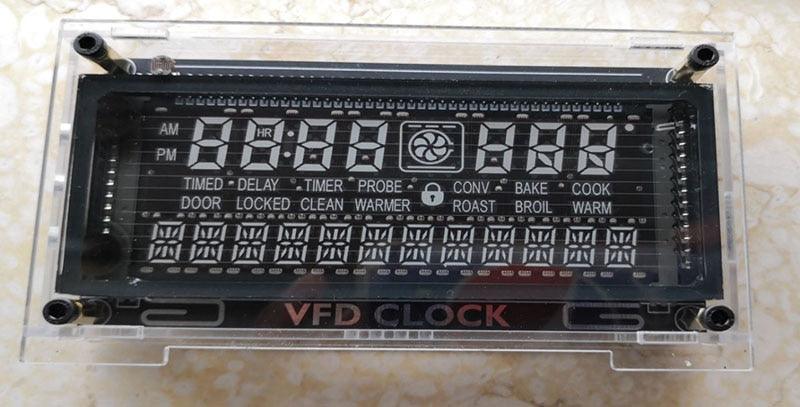 AM HR
PM
TIMED DELAY TIMER PROBE CONV BAKE COOK
DOOR LOCKED CLEAN WARMER ROAST BROIL WARM
VFD CLOCK